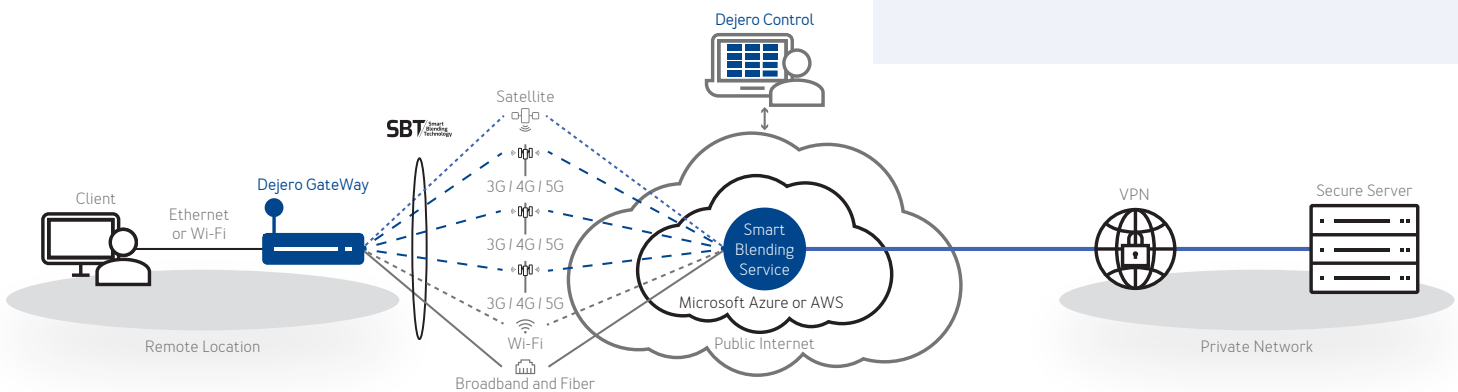 Dejero Control
Satellite
SBT Smart
Blending
Technology
3G / 4G / 5G
Dejero GateWay
Client
Ethernet
or Wi-Fi
3G / 4G / 5G
3G / 4G / 5G
Wi-Fi
Broadband and Fiber
Remote Location
Smart
Blending
Service
Microsoft Azure or AWS
Public Internet
VPN
Secure Server
Private Network